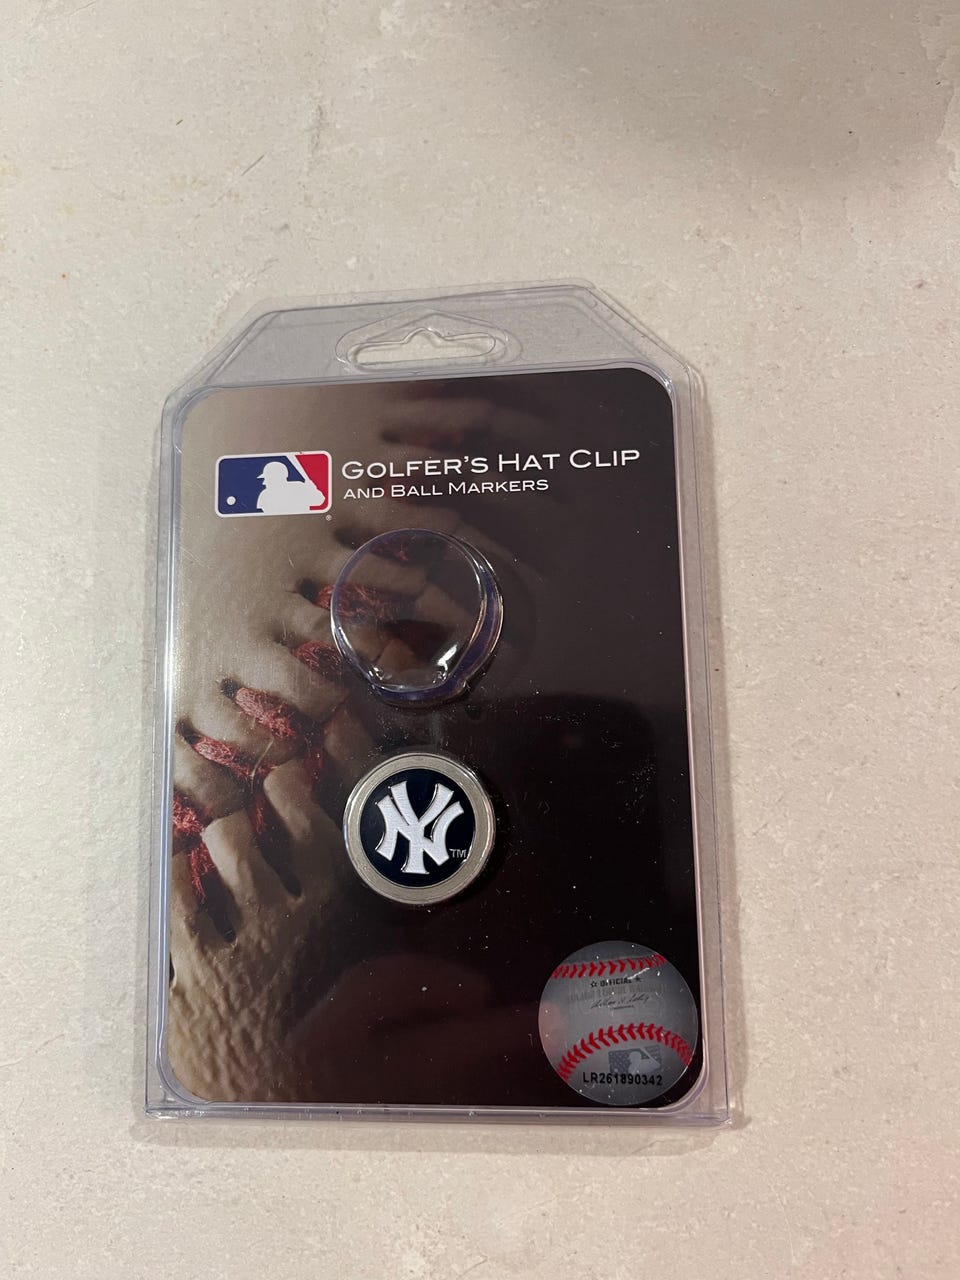 GOLFER'S HAT CLIP
AND BALL MARKERS
®
NY
TM
OFFICIAL
LR261890342